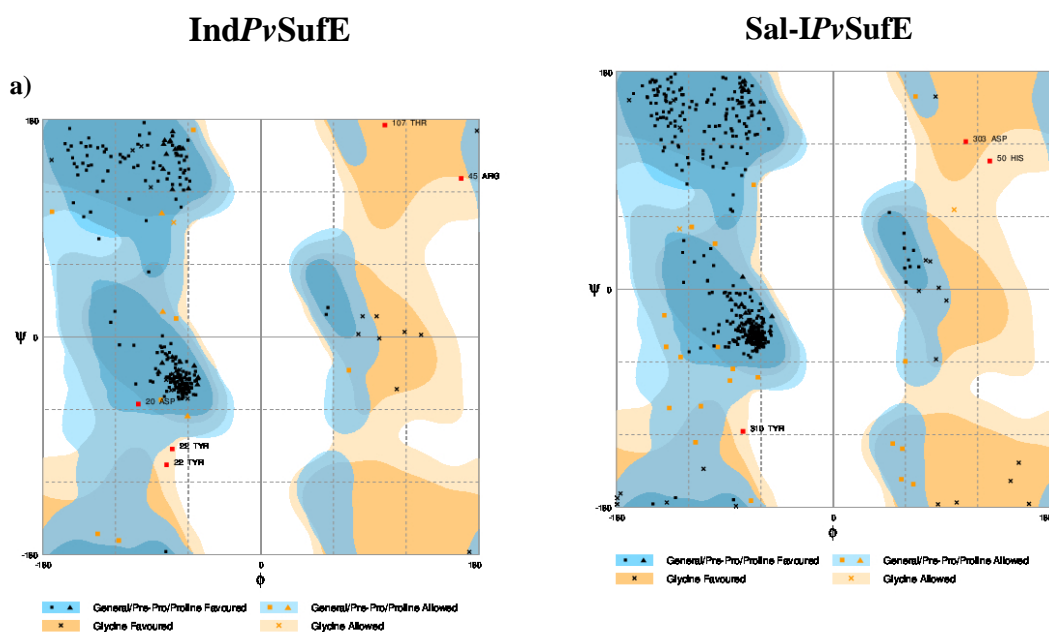 IndPvSufE
Sal-IPvSufE
a)
180
107 THR
45 ARG
Ψ
0
20 ASP
22 TYR
22 TYR
-180
-180
0
180
Φ
General/Pre-Pro/Proline Favoured
General/Pre-Pro/Proline Allowed
Glycine Favoured
Glycine Allowed
180
303 ASP
50 HIS
Ψ
0
310 TYR
-180
-180
0
180
Φ
General/Pre-Pro/Proline Favoured
General/Pre-Pro/Proline Allowed
Glycine Favoured
Glycine Allowed